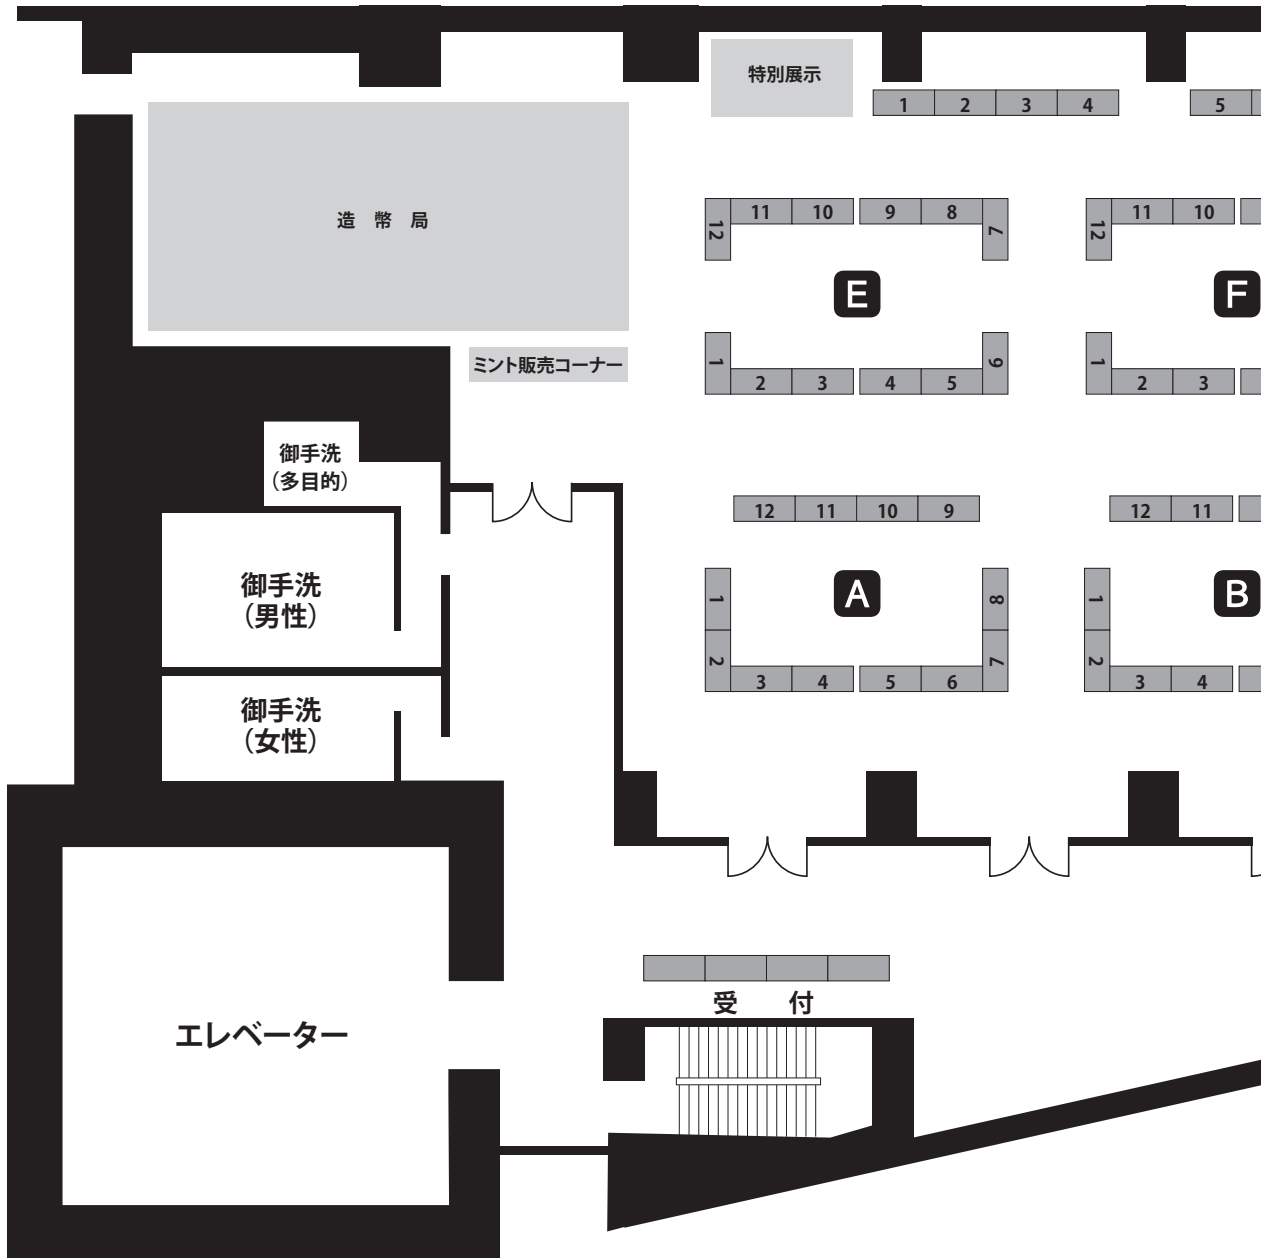 特別展示
1 2 3 4 5
造 幣 局
12 11 10 9 8 7
E
1 2 3 4 5 6
12 11 10
F
1 2 3
ミント販売コーナー
御手洗
(多目的)
12 11 10 9
A
1 2 3 4 5 6 7 8
12 11
B
1 2 3 4
御手洗
(男性)
御手洗
(女性)
受 付
エレベーター